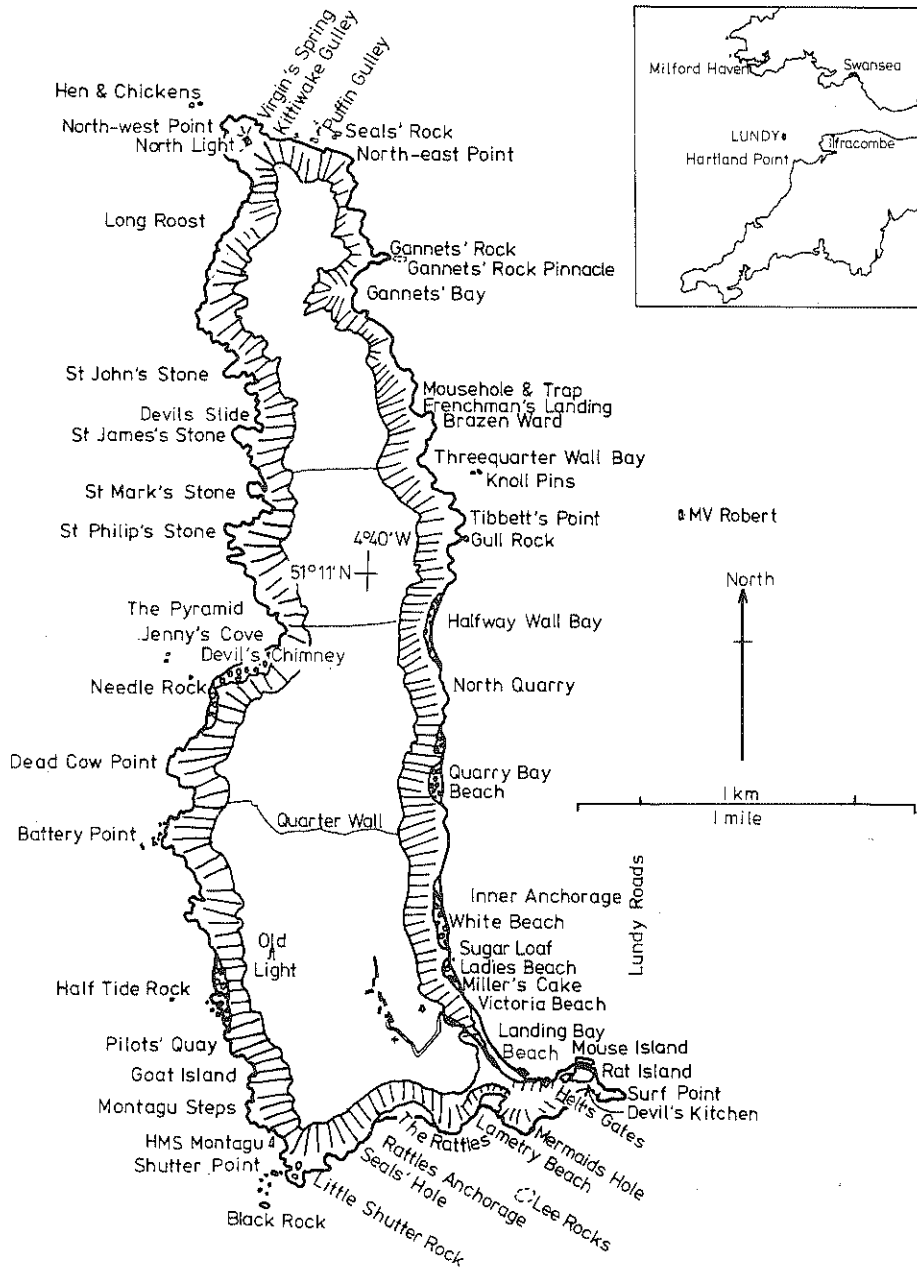 Virgin's Spring
Kittiwake Gulley
Puffin Gulley
Hen & Chickens
North-west Point
North Light
Seals' Rock
North-east Point
Long Roost
Gannets' Rock
Gannets' Rock Pinnacle
Gannets' Bay
St John's Stone
Devils Slide
St James's Stone
St Mark's Stone
St Philip's Stone
Mousehole & Trap
Frenchman's Landing
Brazen Ward
Threequarter Wall Bay
Knoll Pins
Tibbett's Point
Gull Rock
MV Robert
4°40'W
51°11'N
North
The Pyramid
Jenny's Cove
Devil's Chimney
Needle Rock
Halfway Wall Bay
North Quarry
Dead Cow Point
Quarry Bay
Beach
1 km
1 mile
Battery Point
Quarter Wall
Inner Anchorage
White Beach
Lundy Roads
Old
Light
Sugar Loaf
Ladies Beach
Miller's Cake
Victoria Beach
Half Tide Rock
Pilots' Quay
Goat Island
Montagu Steps
HMS Montagu
Shutter Point
Black Rock
Landing Bay
Beach
Mouse Island
Rat Island
Surf Point
Devil's Kitchen
Hell's Gates
Mermaids Hole
Lametry Beach
The Rattles
Rattles Anchorage
Seals' Hole
Little Shutter Rock
Lee Rocks
Milford Haven
Swansea
LUNDY
Ilfracombe
Hartland Point